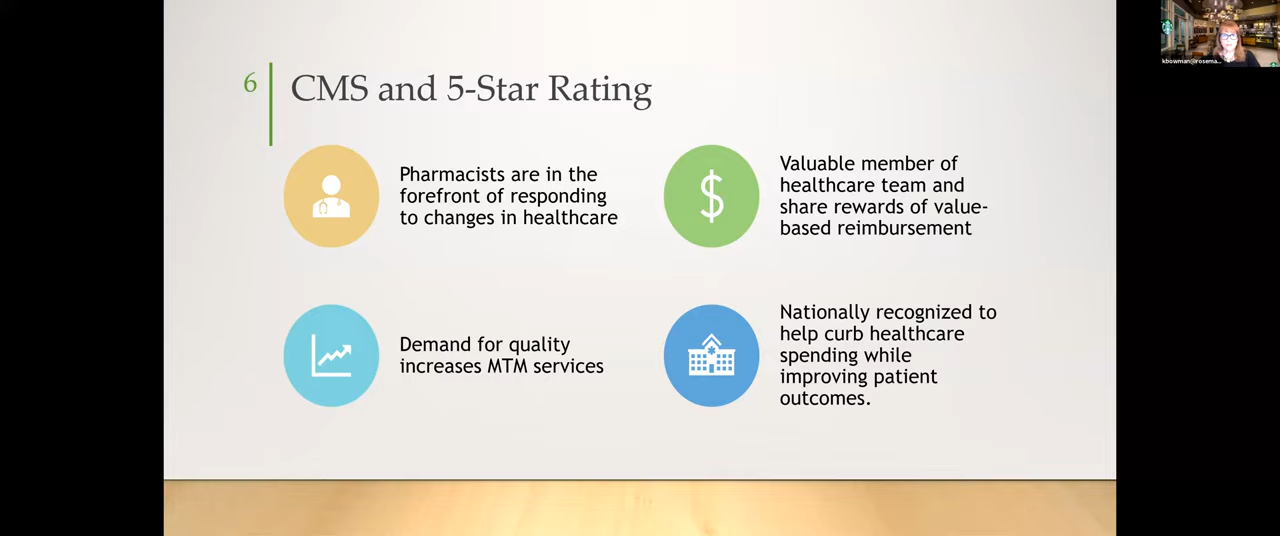 6
CMS and 5-Star Rating
Pharmacists are in the
forefront of responding
to changes in healthcare
Valuable member of
healthcare team and
share rewards of value-
based reimbursement
Demand for quality
increases MTM services
Nationally recognized to
help curb healthcare
spending while
improving patient
outcomes.
kbowman@rosema...